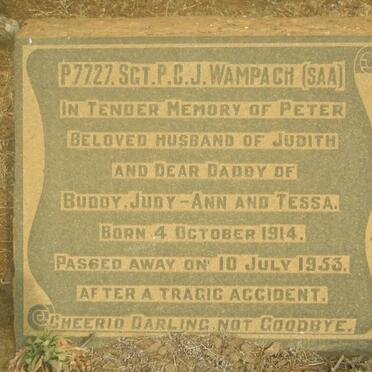 P.7727. SGT. P.C.J. WAMPACH (SAA)
IN TENDER MEMORY OF PETER
BELOVED HUSBAND OF JUDITH
AND DEAR DADDY OF
BUDDY, JUDY-ANN AND TESSA.
BORN 4 OCTOBER 1914.
PASSED AWAY ON 10 JULY 1953.
AFTER A TRAGIC ACCIDENT.
CHEERIO DARLING, NOT GOODBYE.